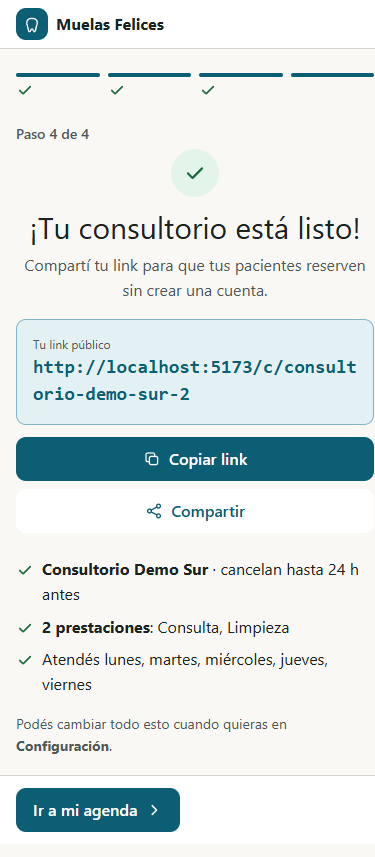 Muelas Felices
Paso 4 de 4
¡Tu consultorio está listo!
Compartí tu link para que tus pacientes reserven
sin crear una cuenta.
Tu link público
http://localhost:5173/c/consult
orio-demo-sur-2
Copiar link
Compartir
Consultorio Demo Sur · cancelan hasta 24 h
antes
2 prestaciones: Consulta, Limpieza
Atendés lunes, martes, miércoles, jueves,
viernes
Podés cambiar todo esto cuando quieras en
Configuración.
Ir a mi agenda